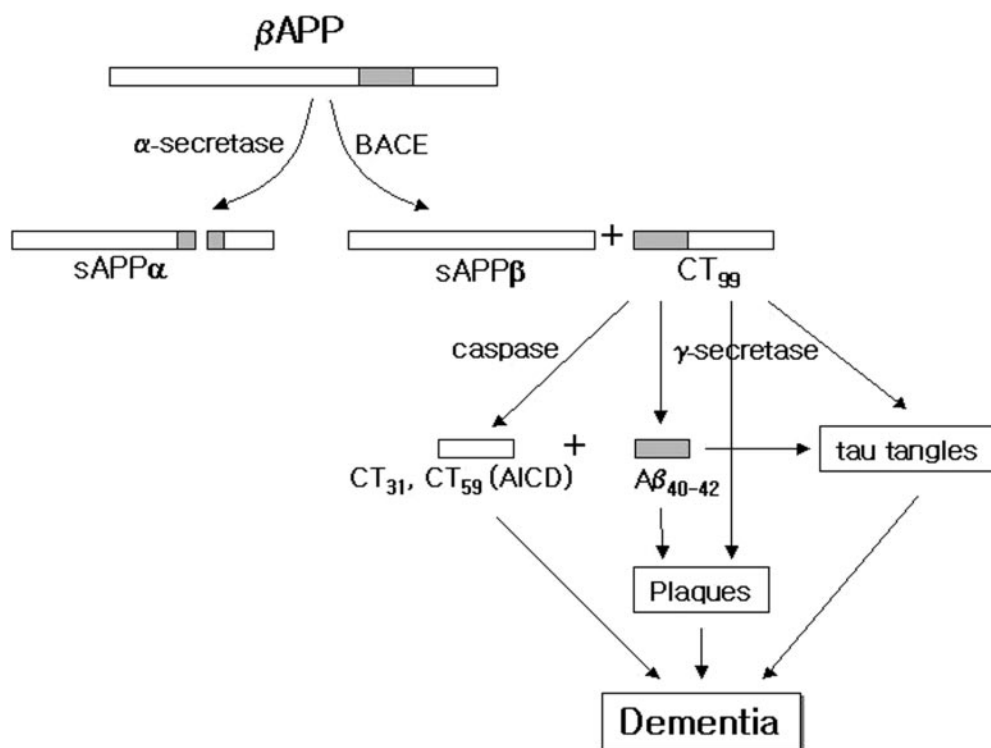 βAPP
α-secretase
BACE
sAPPα
sAPPβ
+
CT₉₉
caspase
γ-secretase
+
CT₃₁, CT₅₉ (AICD)
Aβ₄₀₋₄₂
tau tangles
Plaques
Dementia